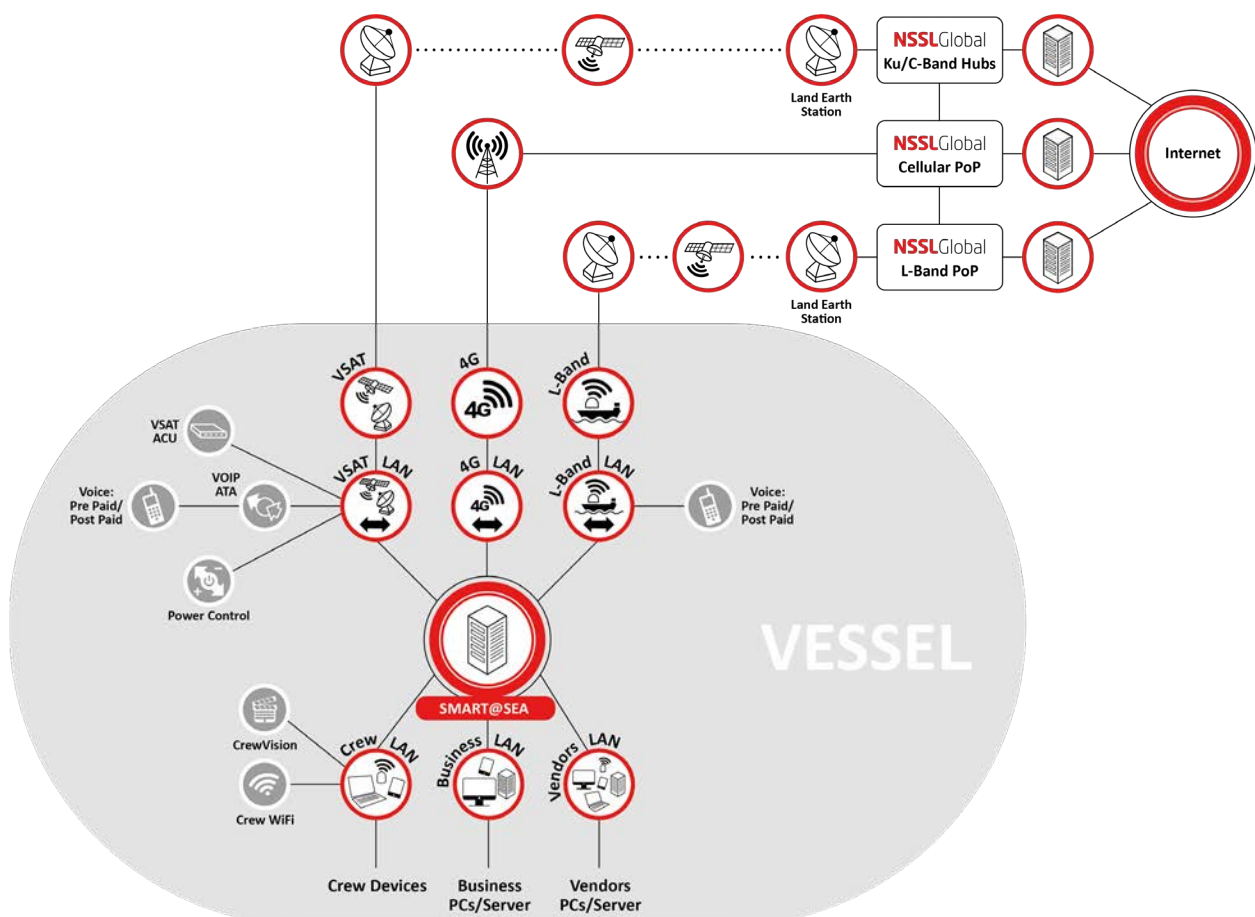 NSSLGlobal
Ku/C-Band Hubs
Land Earth
Station
NSSLGlobal
Cellular PoP
Internet
NSSLGlobal
L-Band PoP
Land Earth
Station
VSAT
4G
L-Band
4G
VSAT
ACU
VSAT LAN
4G LAN
L-Band LAN
4G
VOIP
ATA
Voice:
Pre Paid/
Post Paid
Voice:
Pre Paid/
Post Paid
Power Control
VESSEL
SMART@SEA
CrewVision
Crew LAN
Business LAN
Vendors LAN
Crew WiFi
Crew Devices
Business
PCs/Server
Vendors
PCs/Server